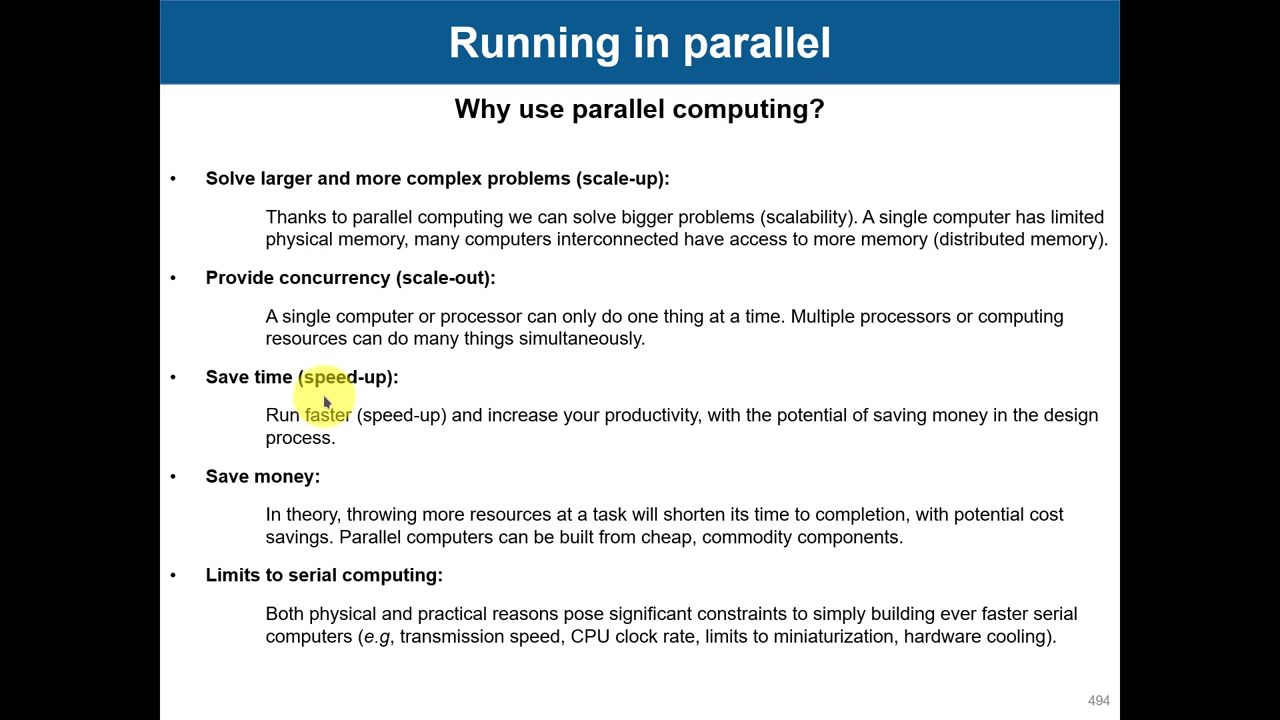 Running in parallel
Why use parallel computing?
• Solve larger and more complex problems (scale-up):
Thanks to parallel computing we can solve bigger problems (scalability). A single computer has limited
physical memory, many computers interconnected have access to more memory (distributed memory).
• Provide concurrency (scale-out):
A single computer or processor can only do one thing at a time. Multiple processors or computing
resources can do many things simultaneously.
• Save time (speed-up):
Run faster (speed-up) and increase your productivity, with the potential of saving money in the design
process.
• Save money:
In theory, throwing more resources at a task will shorten its time to completion, with potential cost
savings. Parallel computers can be built from cheap, commodity components.
• Limits to serial computing:
Both physical and practical reasons pose significant constraints to simply building ever faster serial
computers (e.g, transmission speed, CPU clock rate, limits to miniaturization, hardware cooling).
494